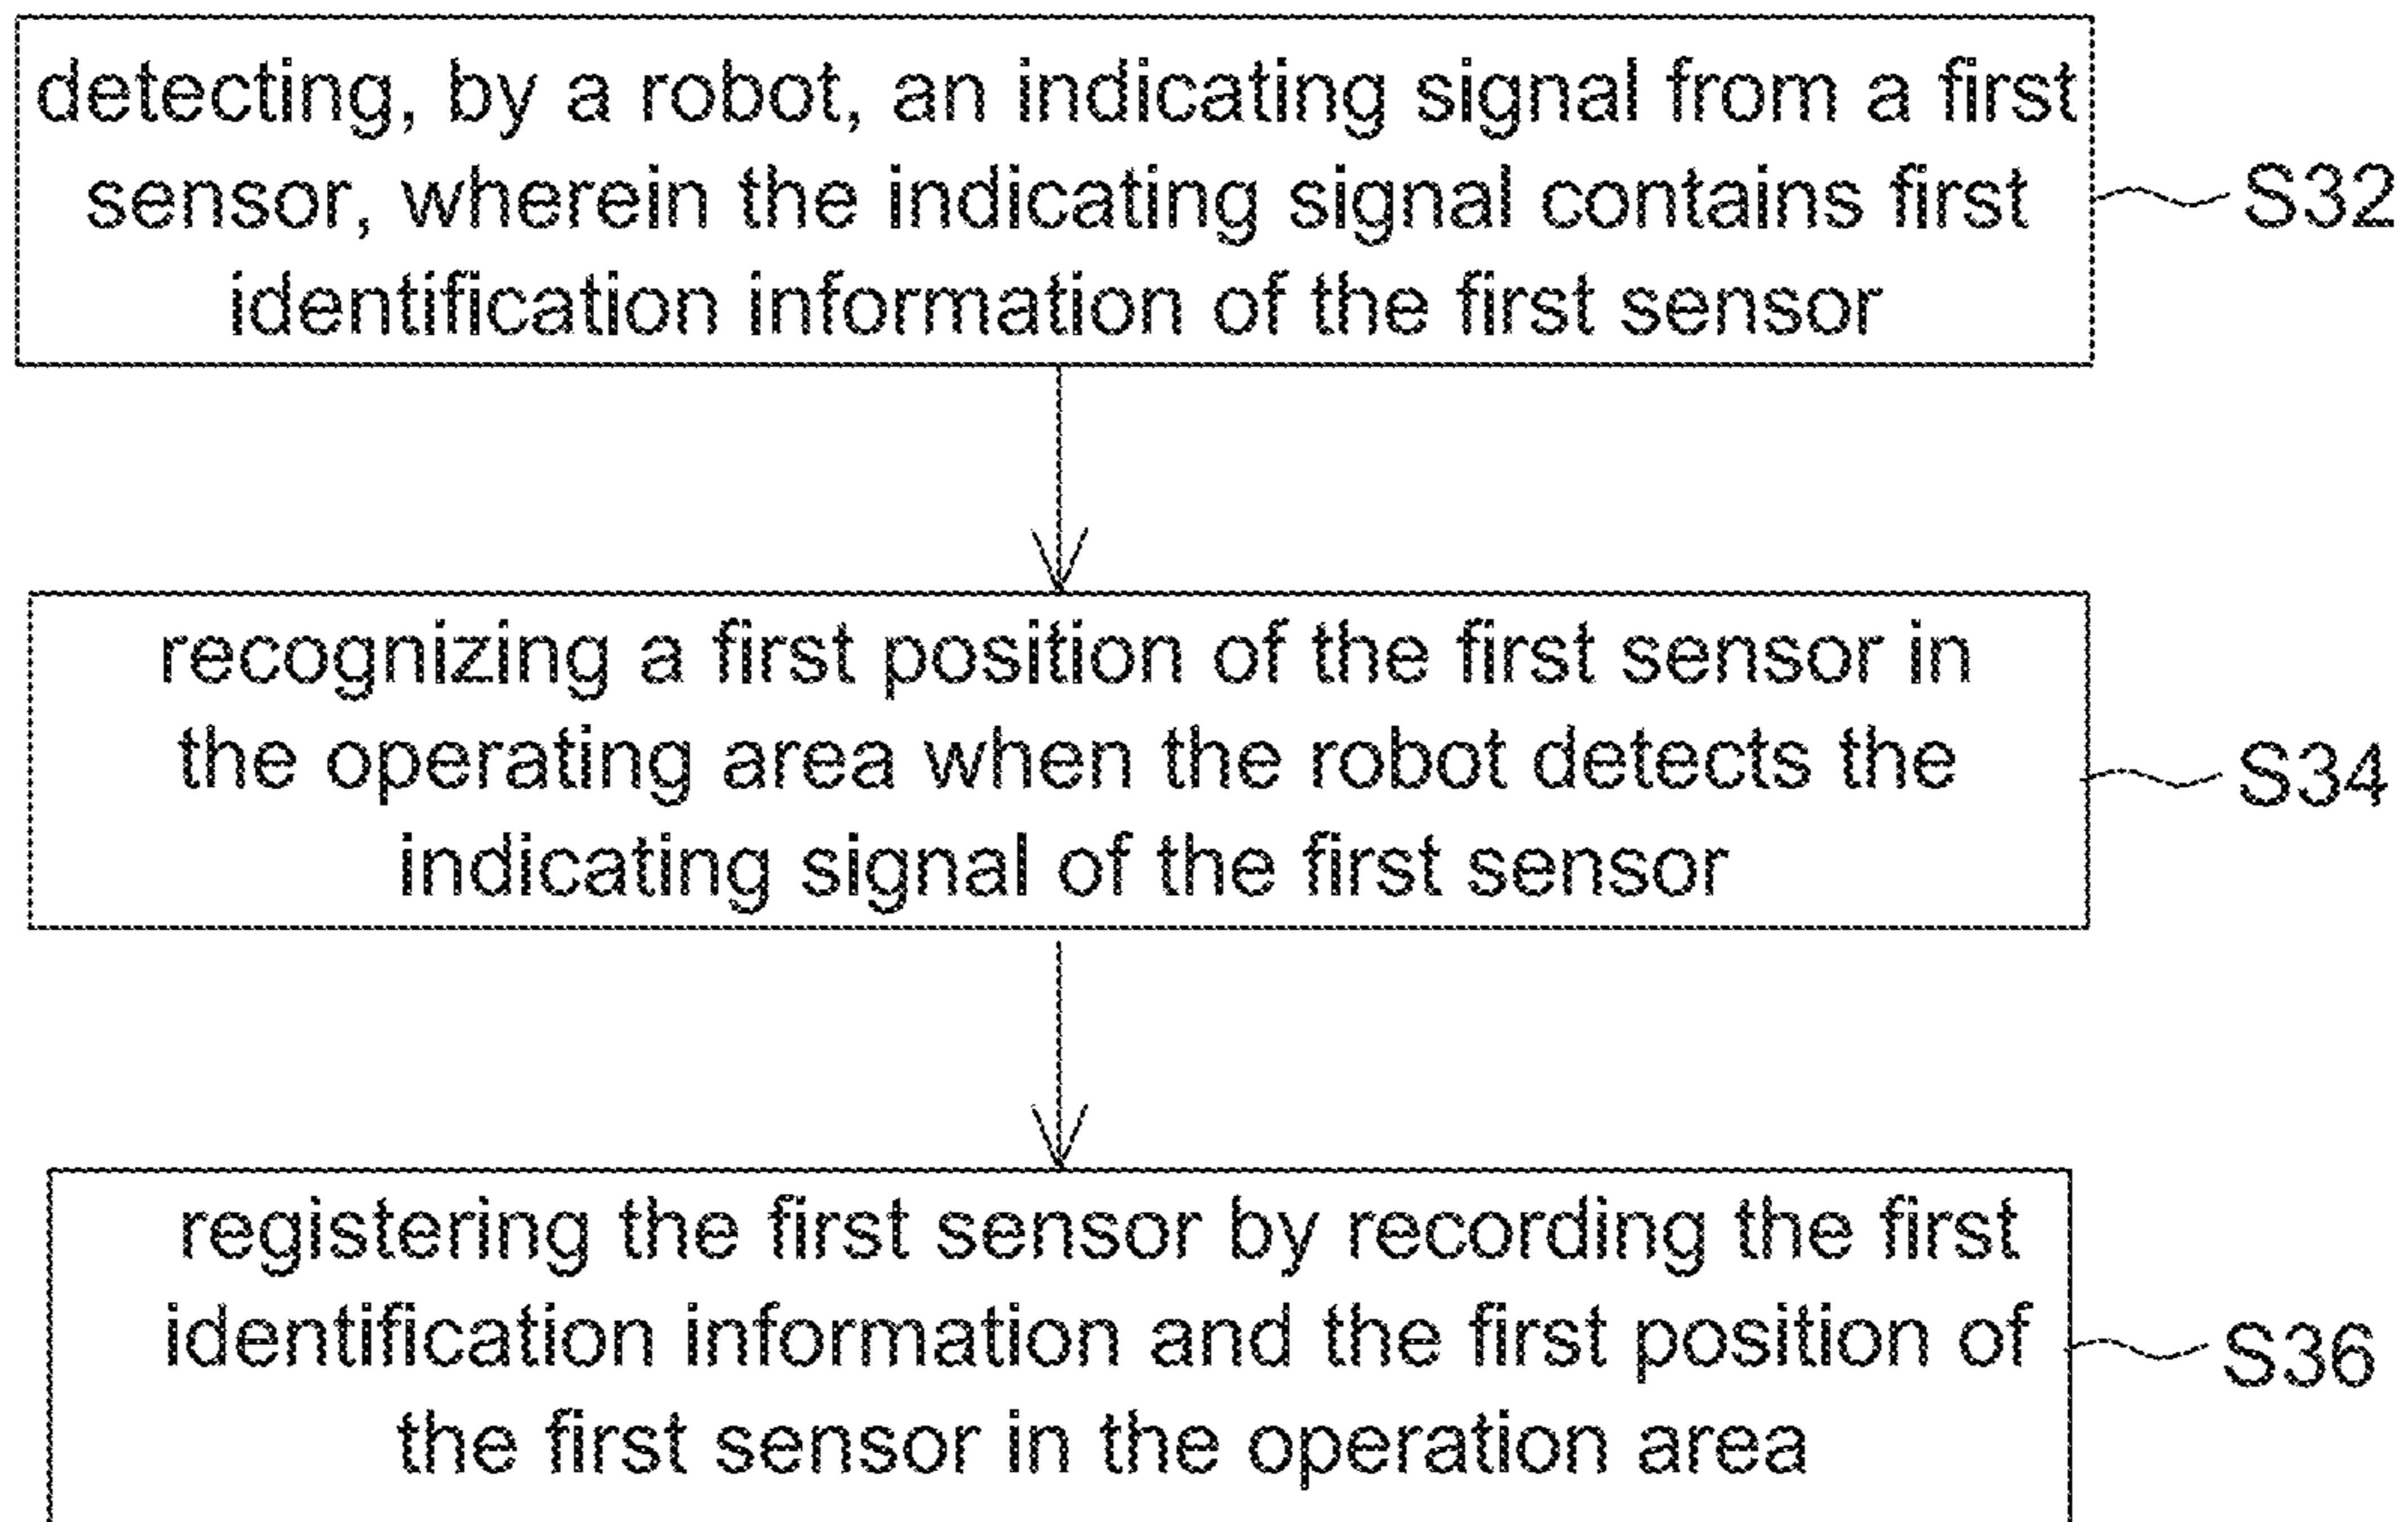 detecting, by a robot, an indicating signal from a first
sensor, wherein the indicating signal contains first
identification information of the first sensor
S32
recognizing a first position of the first sensor in
the operating area when the robot detects the
indicating signal of the first sensor
S34
registering the first sensor by recording the first
identification information and the first position of
the first sensor in the operation area
S36